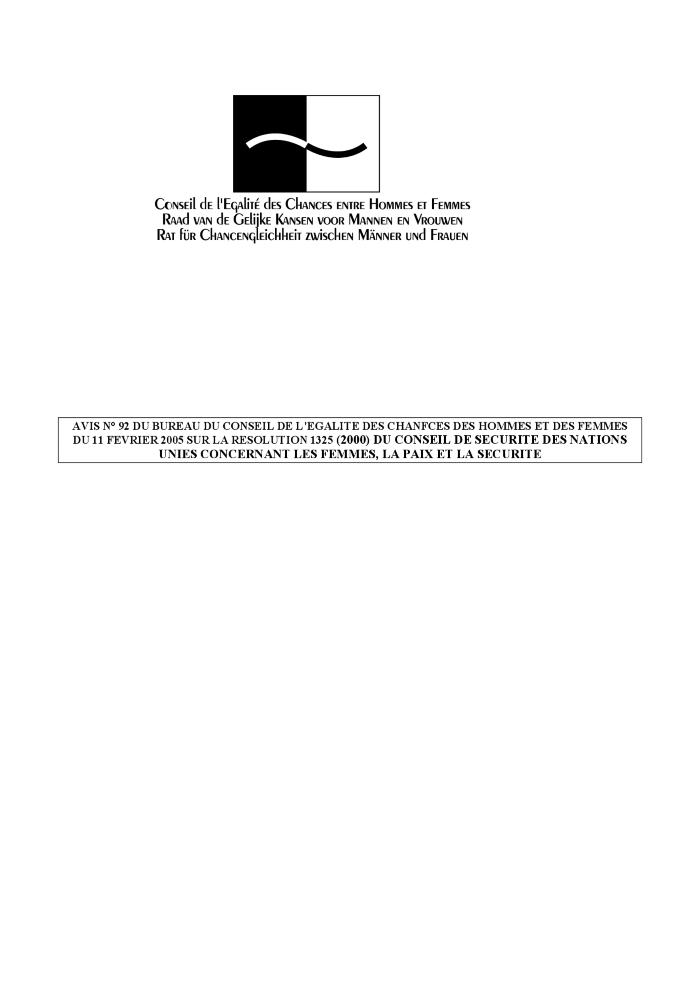 Conseil de l'Egalité des Chances entre Hommes et Femmes
Raad van de Gelijke Kansen voor Mannen en Vrouwen
Rat für Chancengleichheit zwischen Männer und Frauen
AVIS N° 92 DU BUREAU DU CONSEIL DE L'EGALITE DES CHANFCES DES HOMMES ET DES FEMMES
DU 11 FEVRIER 2005 SUR LA RESOLUTION 1325 (2000) DU CONSEIL DE SECURITE DES NATIONS
UNIES CONCERNANT LES FEMMES, LA PAIX ET LA SECURITE